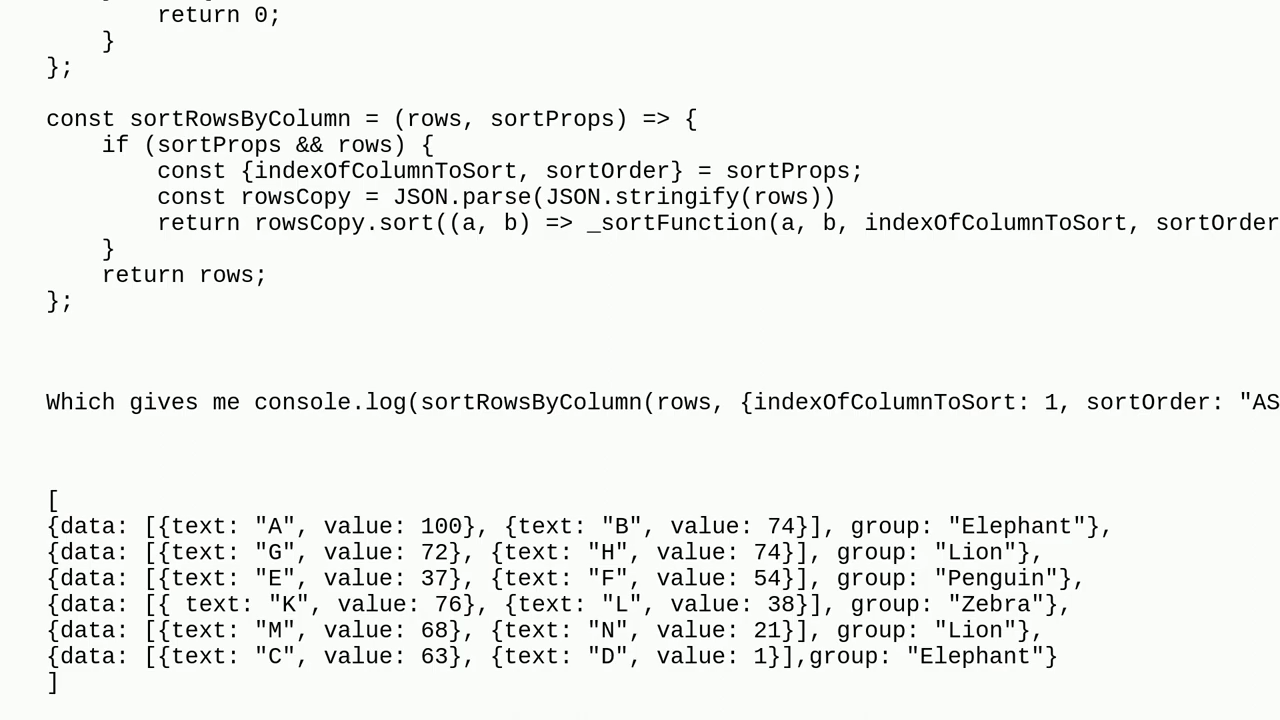 return 0;
}
};
const sortRowsByColumn = (rows, sortProps) => {
if (sortProps && rows) {
const {indexOfColumnToSort, sortOrder} = sortProps;
const rowsCopy = JSON.parse(JSON.stringify(rows))
return rowsCopy.sort((a, b) => _sortFunction(a, b, indexOfColumnToSort, sortOrder
}
return rows;
};
Which gives me console.log(sortRowsByColumn(rows, {indexOfColumnToSort: 1, sortOrder: "AS
[
{data: [{text: "A", value: 100}, {text: "B", value: 74}], group: "Elephant"},
{data: [{text: "G", value: 72}, {text: "H", value: 74}], group: "Lion"},
{data: [{text: "E", value: 37}, {text: "F", value: 54}], group: "Penguin"},
{data: [{ text: "K", value: 76}, {text: "L", value: 38}], group: "Zebra"},
{data: [{text: "M", value: 68}, {text: "N", value: 21}], group: "Lion"},
{data: [{text: "C", value: 63}, {text: "D", value: 1}],group: "Elephant"}
]